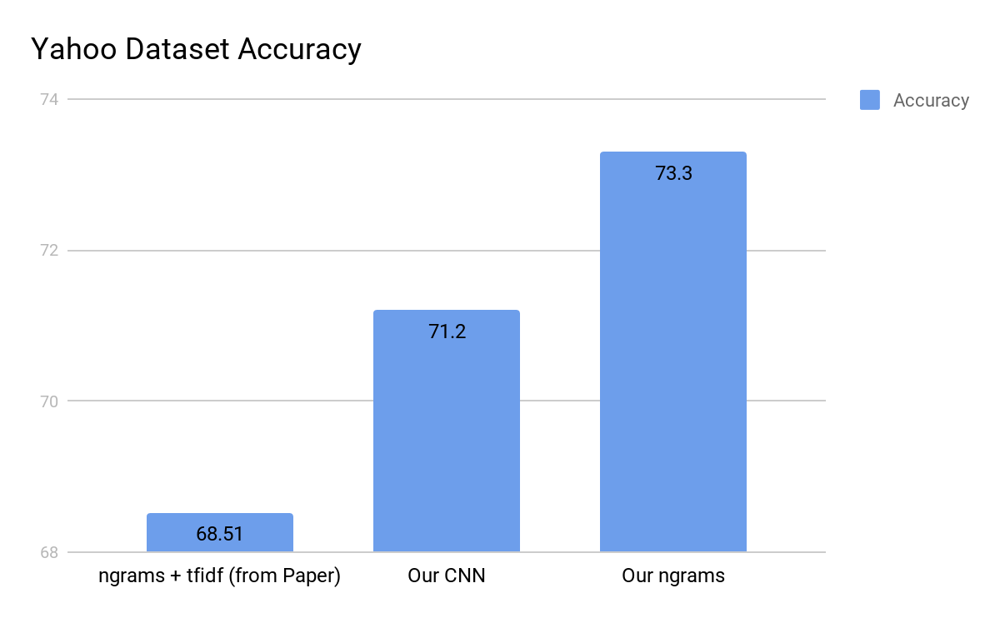 Yahoo Dataset Accuracy
74
Accuracy
73.3
72
71.2
70
68.51
68
ngrams + tfidf (from Paper)
Our CNN
Our ngrams